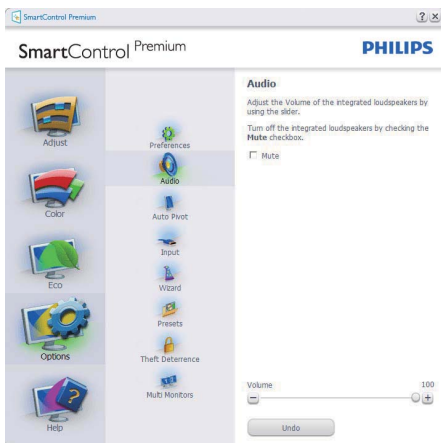 SmartControl Premium
SmartControl Premium
PHILIPS
Adjust
Color
Eco
Options
Help
Preferences
Audio
Auto Pivot
Input
Wizard
Presets
Theft Deterrence
Multi Monitors
Audio
Adjust the Volume of the integrated loudspeakers by
using the slider.
Turn off the integrated loudspeakers by checking the
Mute checkbox.
Mute
Volume 100
Undo